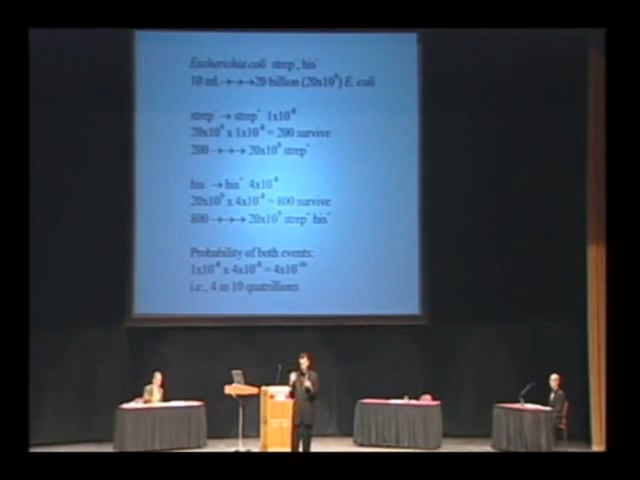 Escherichia coli strep⁻, his⁻
10 mL →→→20 billion (20x10⁹) E. coli
strep⁻ → strep⁺ 1x10⁻⁸
20x10⁹ x 1x10⁻⁸ = 200 survive
200 →→→ 20x10⁹ strep⁺
his⁻ → his⁺ 4x10⁻⁸
20x10⁹ x 4x10⁻⁸ = 800 survive
800 →→→ 20x10⁹ strep⁺ his⁺
Probability of both events:
1x10⁻⁸ x 4x10⁻⁸ = 4x10⁻¹⁶
i.e., 4 in 10 quatrillions